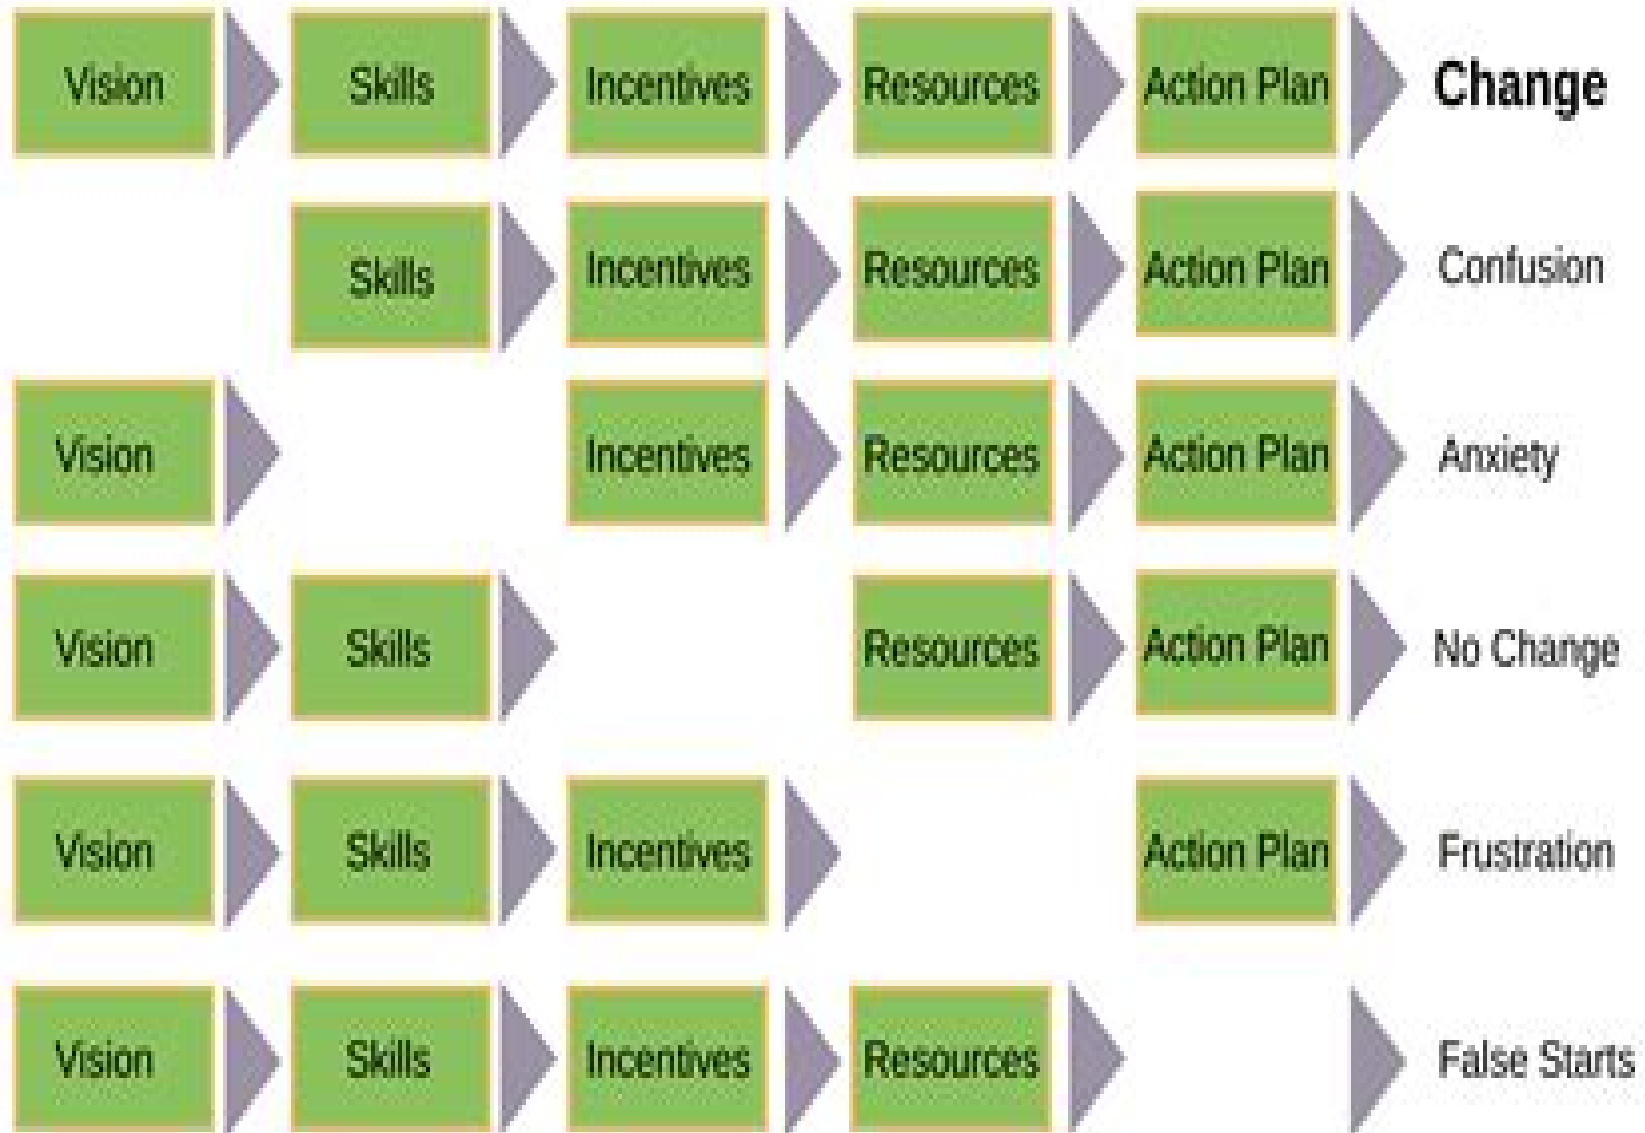 Vision Skills Incentives Resources Action Plan Change
Skills Incentives Resources Action Plan Confusion
Vision Incentives Resources Action Plan Anxiety
Vision Skills Resources Action Plan No Change
Vision Skills Incentives Action Plan Frustration
Vision Skills Incentives Resources False Starts